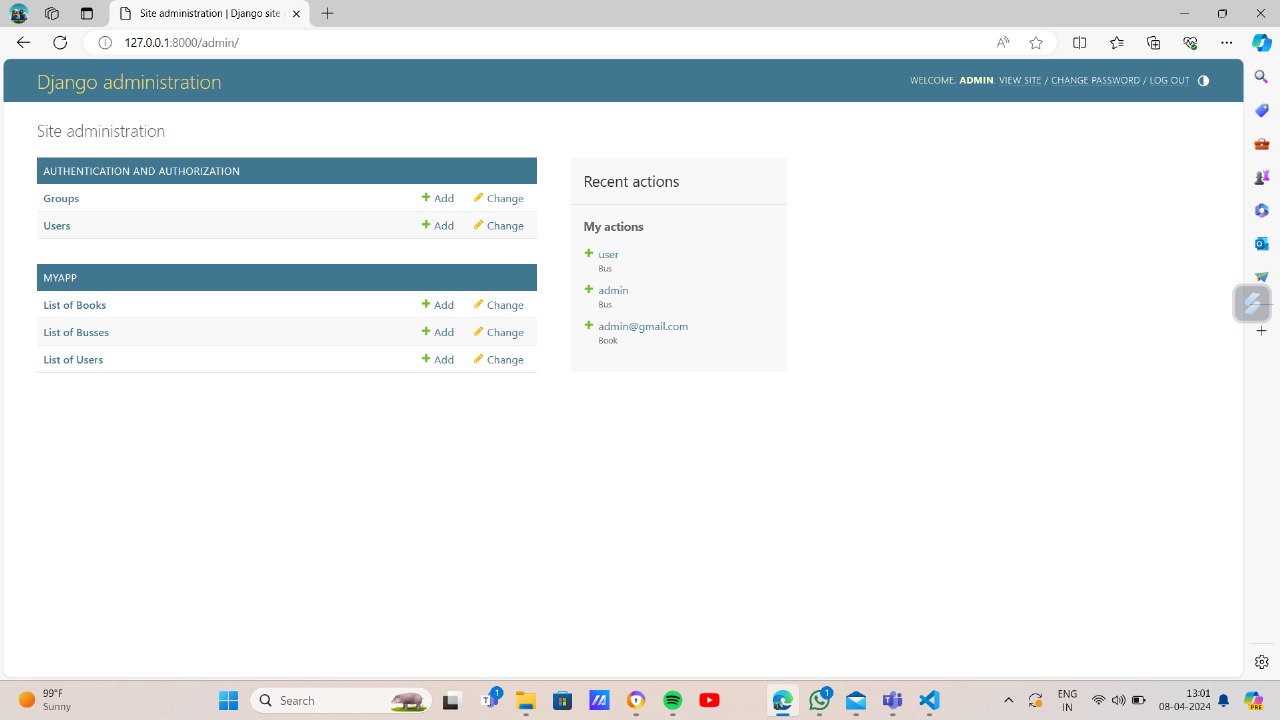 Site administration | Django site a
127.0.0.1:8000/admin/
Django administration
WELCOME, ADMIN. VIEW SITE / CHANGE PASSWORD / LOG OUT
Site administration
AUTHENTICATION AND AUTHORIZATION
Groups Add Change
Users Add Change
MYAPP
List of Books Add Change
List of Busses Add Change
List of Users Add Change
Recent actions
My actions
user
Bus
admin
Bus
admin@gmail.com
Book
99°F
Sunny
Search
1
1
ENG
IN
13:01
08-04-2024
PRE